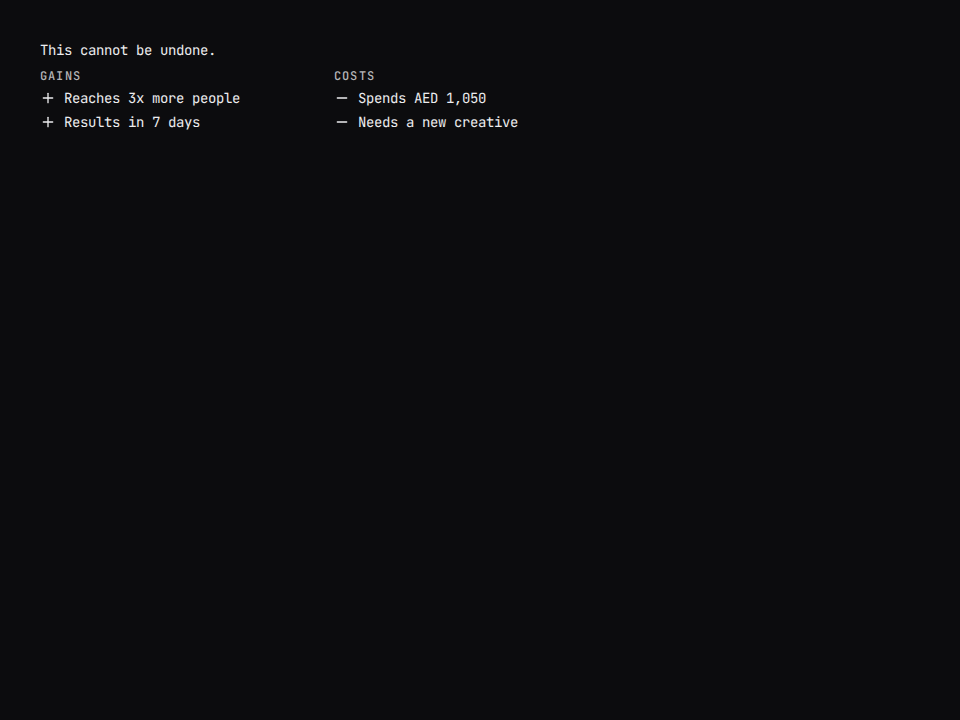 This cannot be undone.
GAINS
+ Reaches 3x more people
+ Results in 7 days
COSTS
− Spends AED 1,050
− Needs a new creative